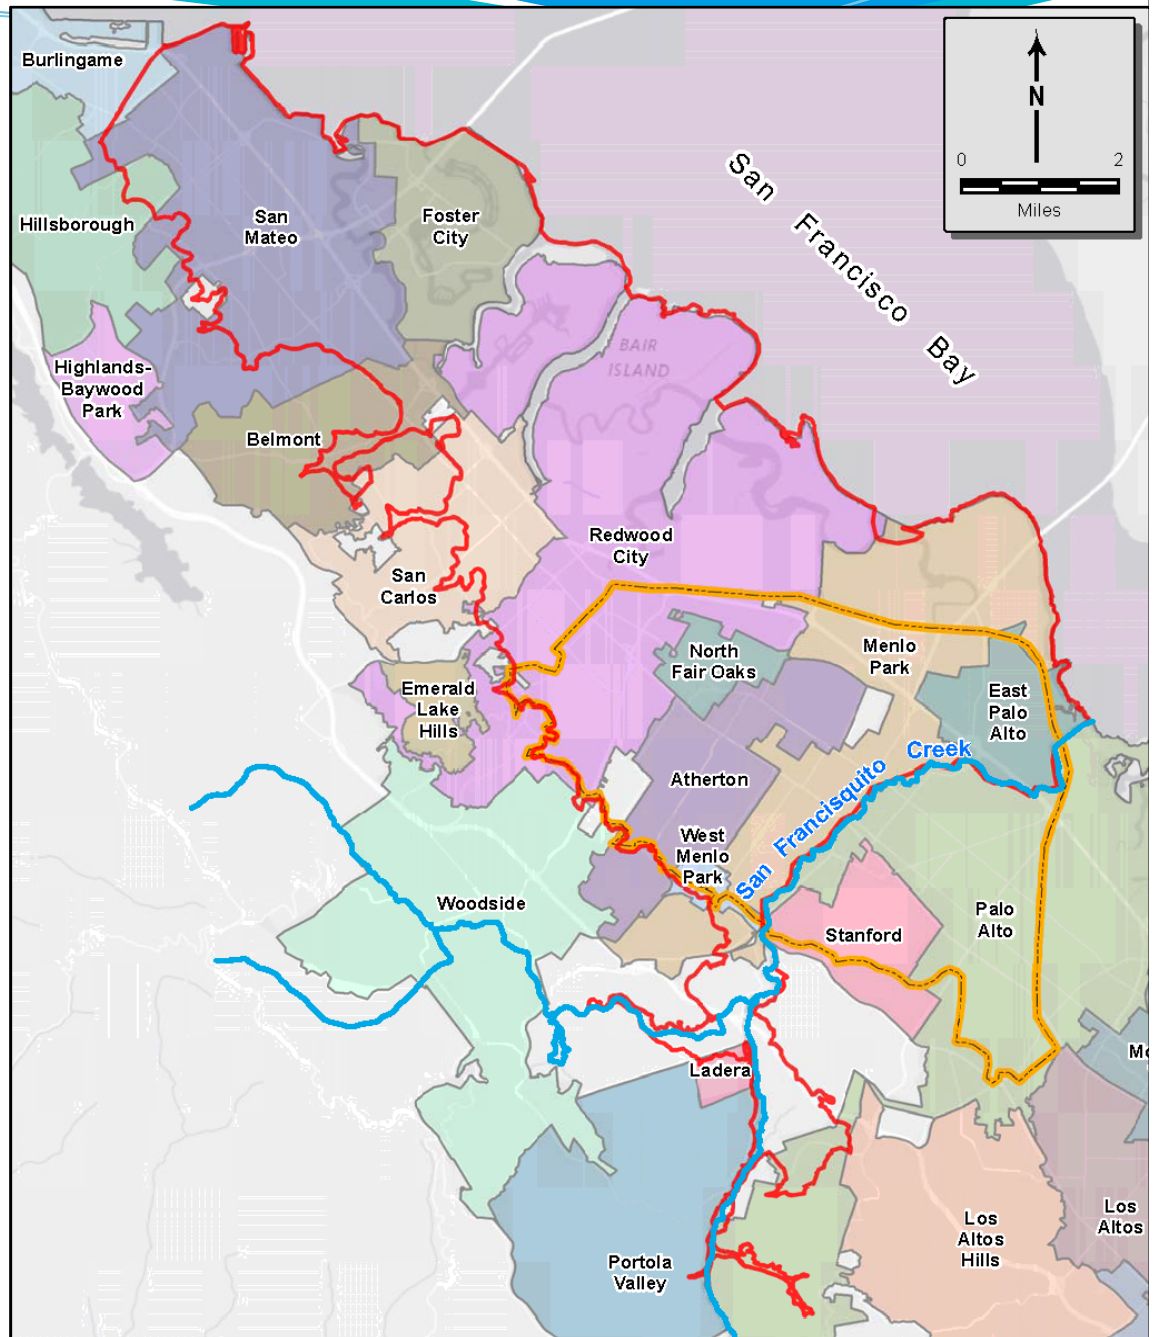 Burlingame
N
0 2
Miles
San Francisco Bay
Hillsborough
San
Mateo
Foster
City
BAIR
ISLAND
Highlands-
Baywood
Park
Belmont
Redwood
City
San
Carlos
North
Fair Oaks
Menlo
Park
Emerald
Lake
Hills
East
Palo
Alto
San Francisquito Creek
Atherton
West
Menlo
Park
Woodside
Stanford
Palo
Alto
Ladera
Mo
Los
Altos
Hills
Los
Altos
Portola
Valley